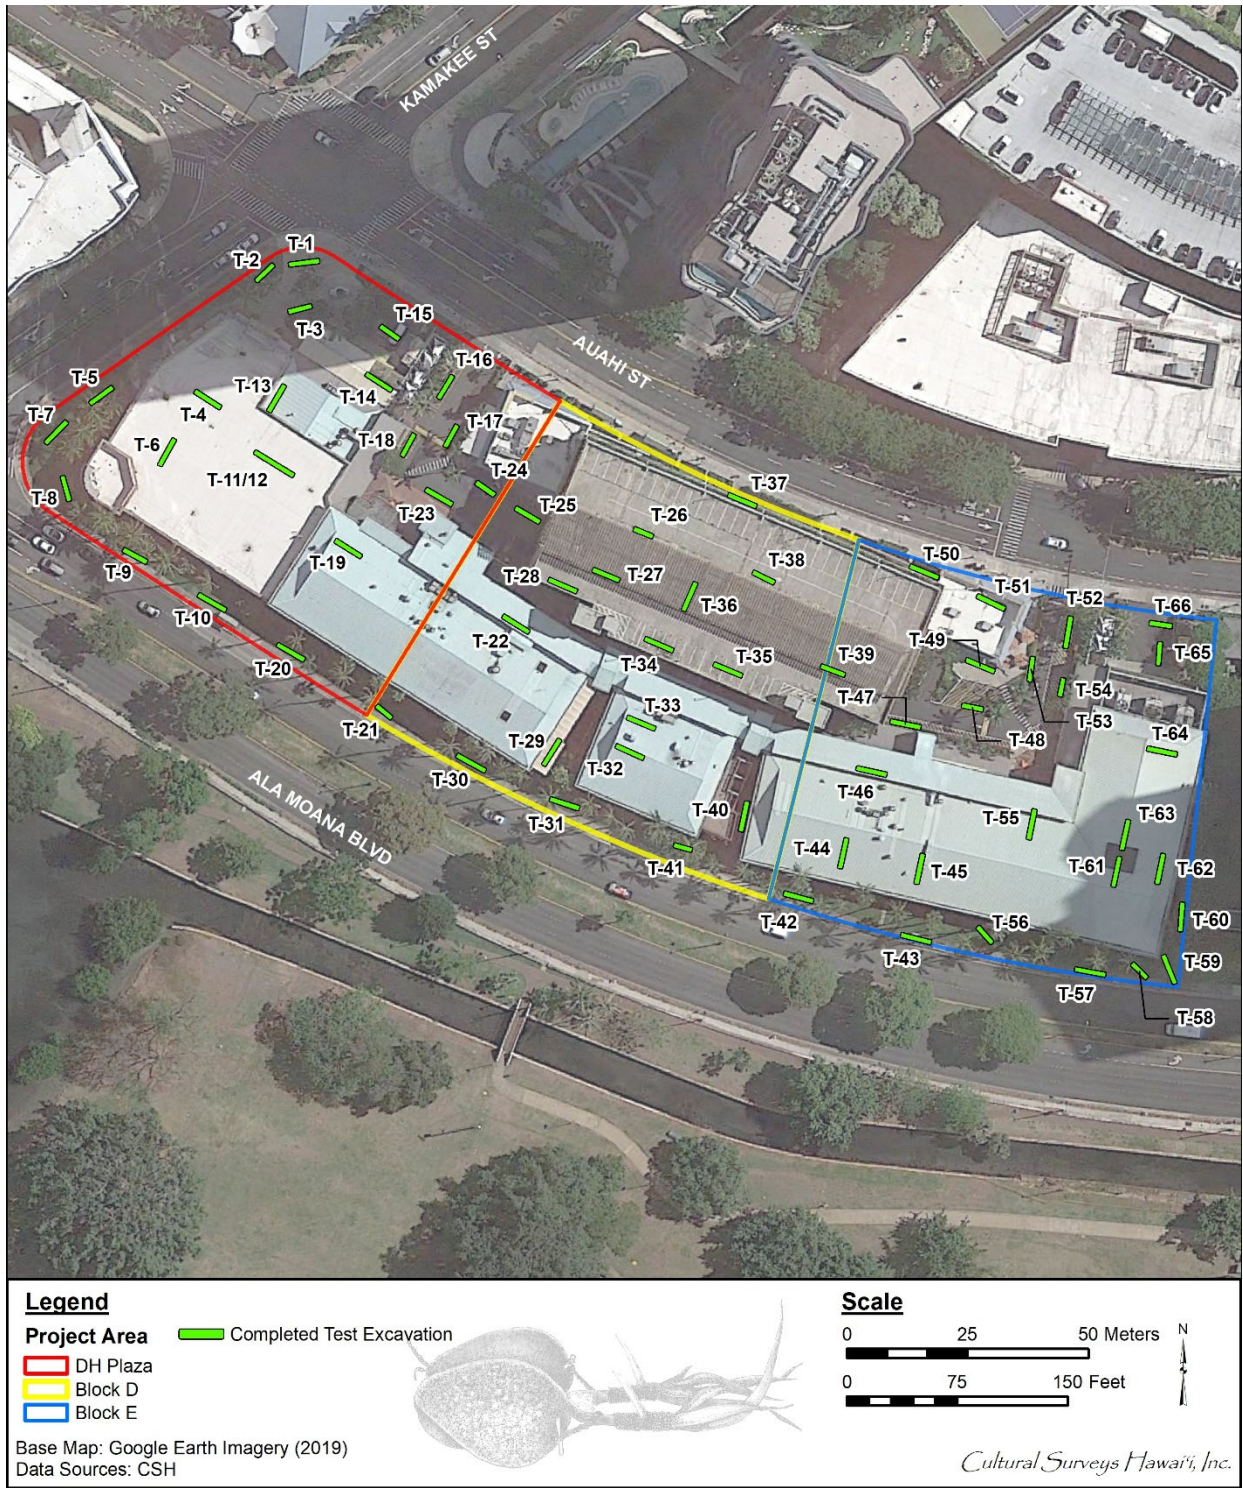 KAMAKEE ST
T-1
T-2
T-3
T-15
AUAHI ST
T-16
T-5
T-13
T-14
T-4
T-7
T-17
T-18
T-6
T-11/12
T-24
T-37
T-8
T-23
T-25
T-26
T-19
T-9
T-50
T-38
T-28
T-27
T-51
T-10
T-36
T-52
T-66
T-22
T-49
T-34
T-65
T-20
T-35
T-39
T-54
T-47
T-53
T-33
T-21
T-48
T-29
T-64
T-30
T-32
T-46
ALA MOANA BLVD
T-31
T-40
T-55
T-63
T-44
T-41
T-45
T-61
T-62
T-42
T-60
T-56
T-43
T-59
T-57
T-58
Legend
Project Area
Completed Test Excavation
DH Plaza
Block D
Block E
Base Map: Google Earth Imagery (2019)
Data Sources: CSH
Scale
0 25 50 Meters
0 75 150 Feet
N
Cultural Surveys Hawaiʻi, Inc.